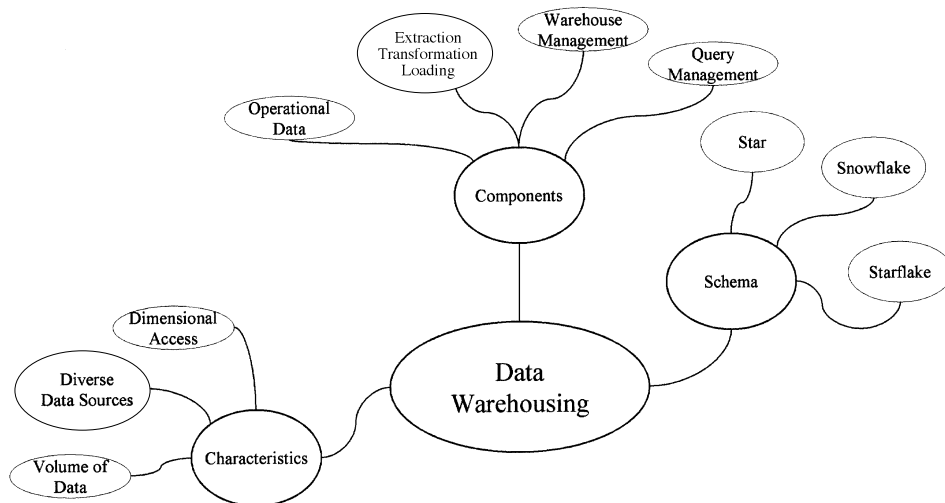 Extraction
Transformation
Loading
Warehouse
Management
Query
Management
Operational
Data
Star
Snowflake
Components
Schema
Starflake
Dimensional
Access
Data
Warehousing
Diverse
Data Sources
Characteristics
Volume of
Data